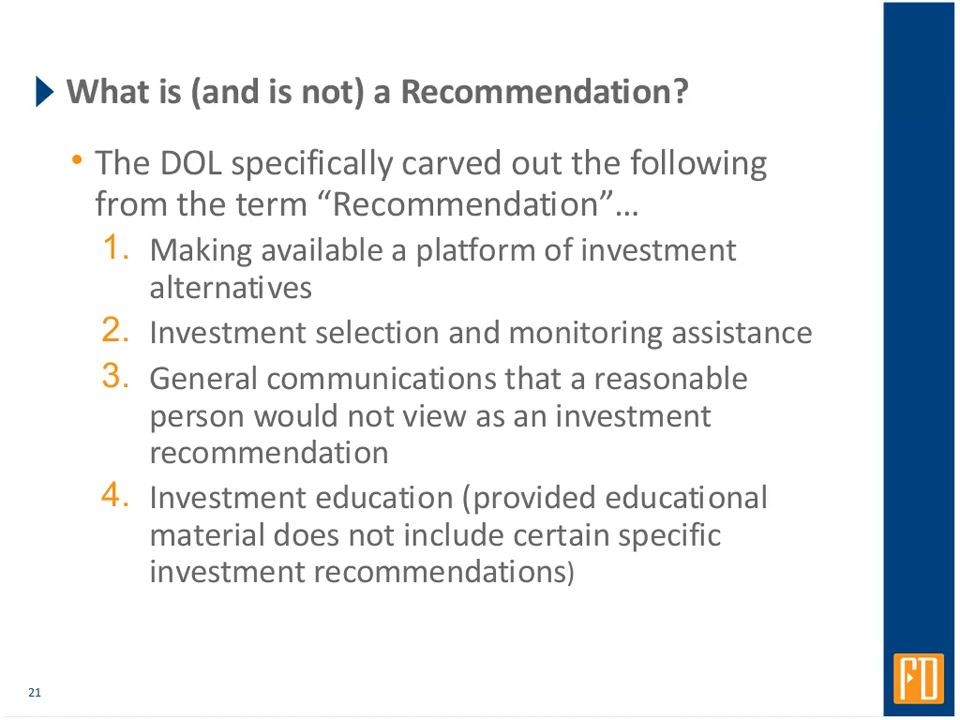 What is (and is not) a Recommendation?
• The DOL specifically carved out the following
from the term “Recommendation”…
1. Making available a platform of investment
alternatives
2. Investment selection and monitoring assistance
3. General communications that a reasonable
person would not view as an investment
recommendation
4. Investment education (provided educational
material does not include certain specific
investment recommendations)
21
FD